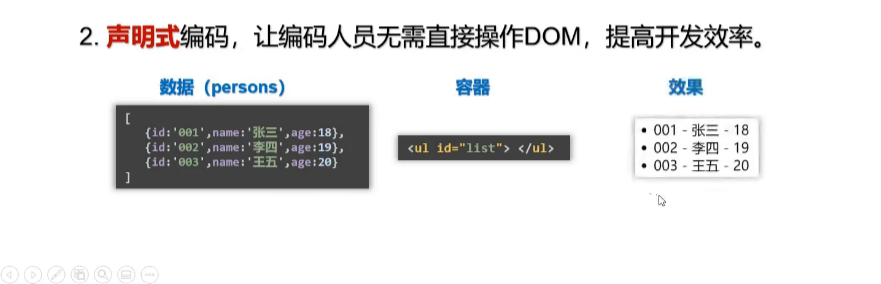 2. 声明式编码，让编码人员无需直接操作DOM，提高开发效率。
数据（persons）
[
{id:'001',name:'张三',age:18},
{id:'002',name:'李四',age:19},
{id:'003',name:'王五',age:20}
]
容器
<ul id="list"> </ul>
效果
• 001 - 张三 - 18
• 002 - 李四 - 19
• 003 - 王五 - 20